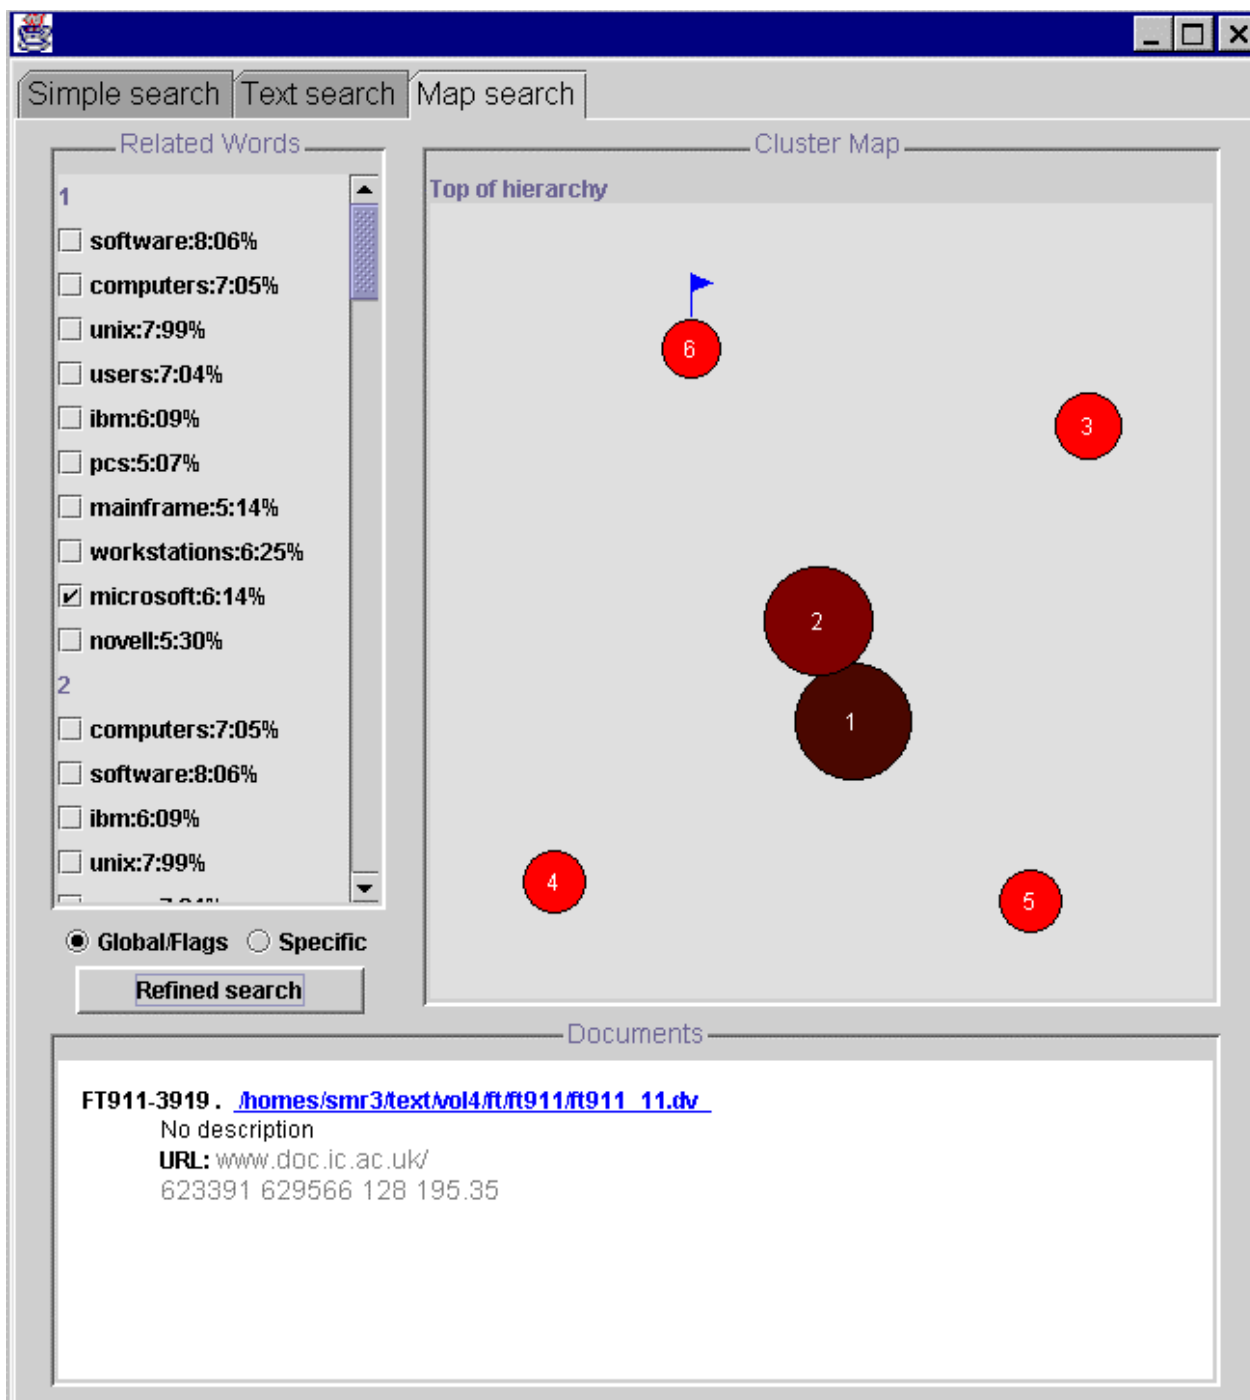 Simple search
Text search
Map search
Related Words
1
software:8:06%
computers:7:05%
unix:7:99%
users:7:04%
ibm:6:09%
pcs:5:07%
mainframe:5:14%
workstations:6:25%
microsoft:6:14%
novell:5:30%
2
computers:7:05%
software:8:06%
ibm:6:09%
unix:7:99%
Global/Flags
Specific
Refined search
Cluster Map
Top of hierarchy
6
3
2
1
4
5
Documents
FT911-3919 . /homes/smr3/text/vol4/ft/ft911/ft911_11.dv
No description
URL: www.doc.ic.ac.uk/
623391 629566 128 195.35